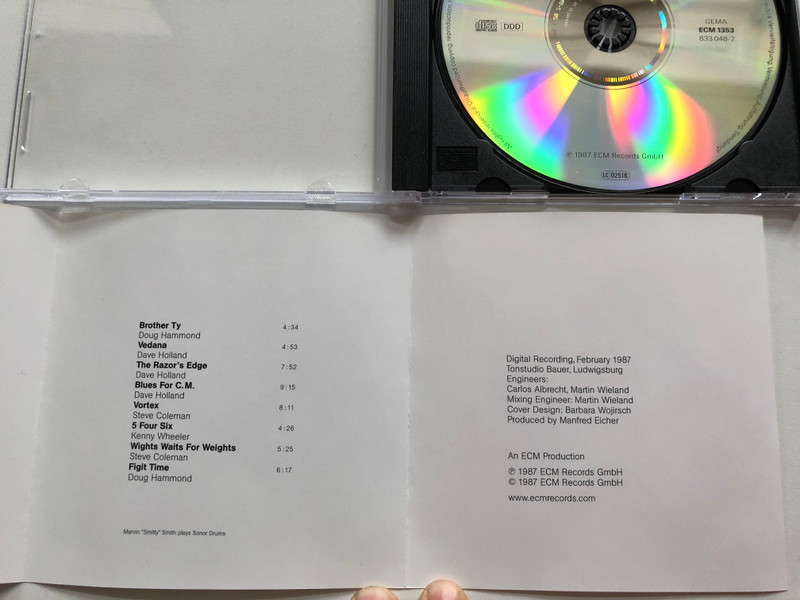 DDD
GEMA
ECM 1353
833 048-2
℗ 1987 ECM Records GmbH
LC 02516
Brother Ty 4:34
Doug Hammond
Vedana 4:53
Dave Holland
The Razor's Edge 7:52
Dave Holland
Blues For C.M. 9:15
Dave Holland
Vortex 8:11
Steve Coleman
5 Four Six 4:26
Kenny Wheeler
Wights Waits For Weights 5:25
Steve Coleman
Figit Time 6:17
Doug Hammond
Marvin "Smitty" Smith plays Sonor Drums
Digital Recording, February 1987
Tonstudio Bauer, Ludwigsburg
Engineers:
Carlos Albrecht, Martin Wieland
Mixing Engineer: Martin Wieland
Cover Design: Barbara Wojirsch
Produced by Manfred Eicher
An ECM Production
℗ 1987 ECM Records GmbH
© 1987 ECM Records GmbH
www.ecmrecords.com